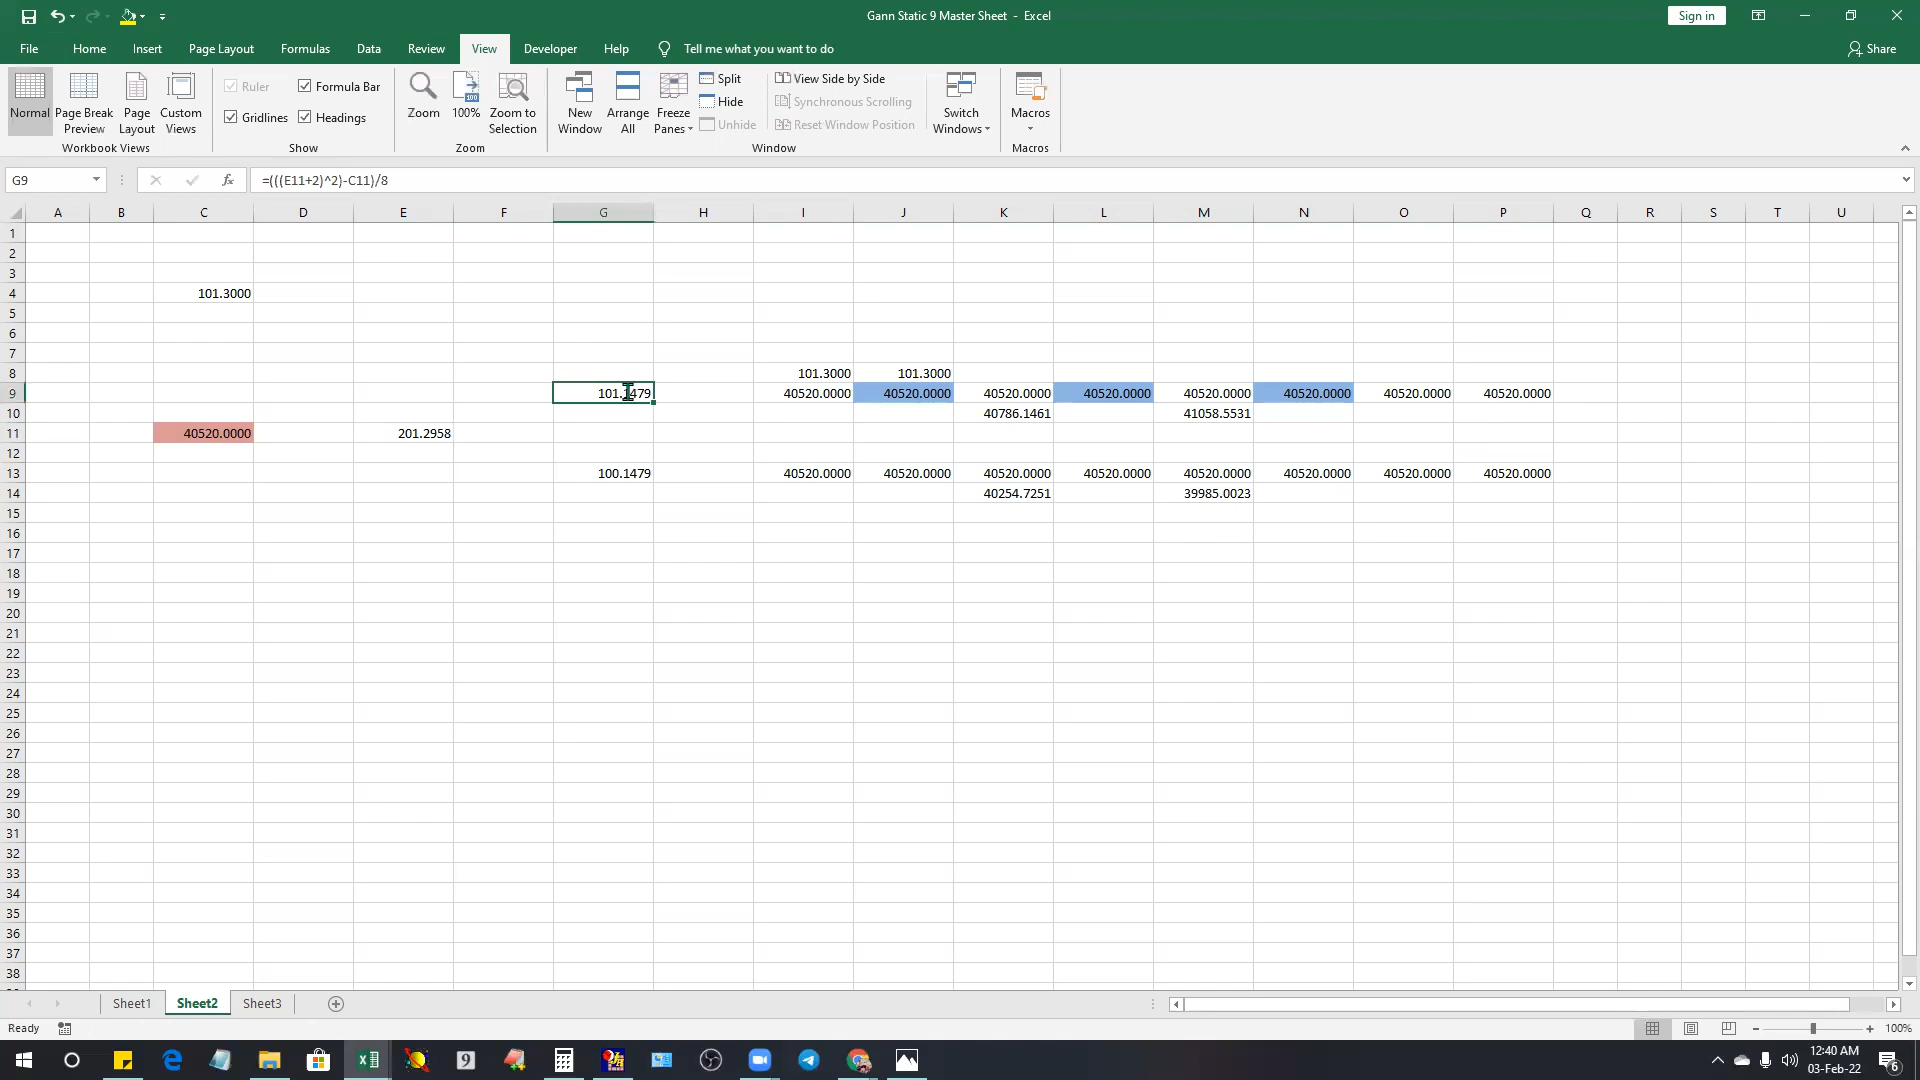 Gann Static 9 Master Sheet - Excel
Sign in
File Home Insert Page Layout Formulas Data Review View Developer Help Tell me what you want to do Share
Normal
Page Break Preview
Page Layout
Custom Views
Workbook Views
Ruler
Formula Bar
Gridlines
Headings
Show
Zoom
100%
Zoom to Selection
Zoom
New Window
Arrange All
Freeze Panes
Split
Hide
Unhide
View Side by Side
Synchronous Scrolling
Reset Window Position
Window
Switch Windows
Macros
Macros
G9 fx =(((E11+2)^2)-C11)/8
A B C D E F G H I J K L M N O P Q R S T U
1
2
3
4 101.3000
5
6
7
8 101.3000 101.3000
9 101.1479 40520.0000 40520.0000 40520.0000 40520.0000 40520.0000 40520.0000 40520.0000 40520.0000
10 40786.1461 41058.5531
11 40520.0000 201.2958
12
13 100.1479 40520.0000 40520.0000 40520.0000 40520.0000 40520.0000 40520.0000 40520.0000 40520.0000
14 40254.7251 39985.0023
15
16
17
18
19
20
21
22
23
24
25
26
27
28
29
30
31
32
33
34
35
36
37
38
Sheet1 Sheet2 Sheet3
Ready
100%
12:40 AM
03-Feb-22
6